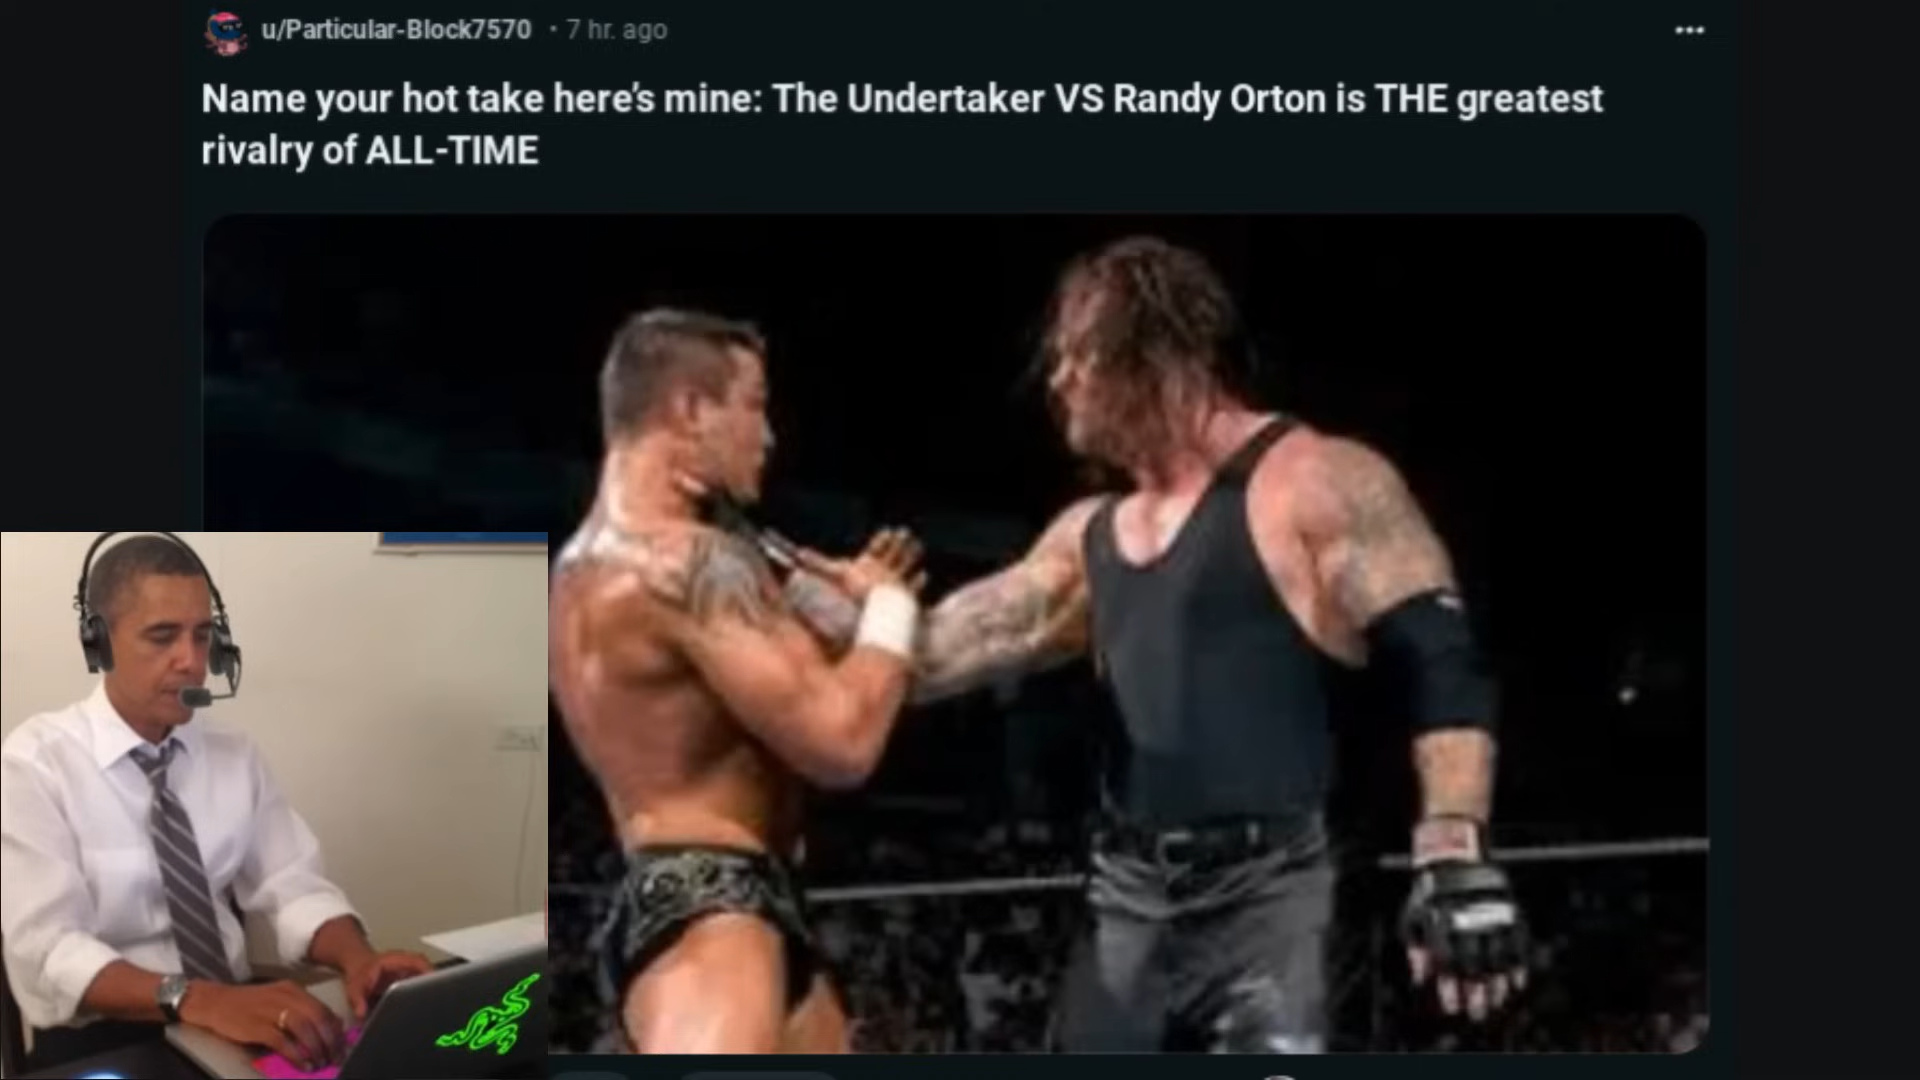 u/Particular-Block7570 • 7 hr. ago
Name your hot take here's mine: The Undertaker VS Randy Orton is THE greatest
rivalry of ALL-TIME